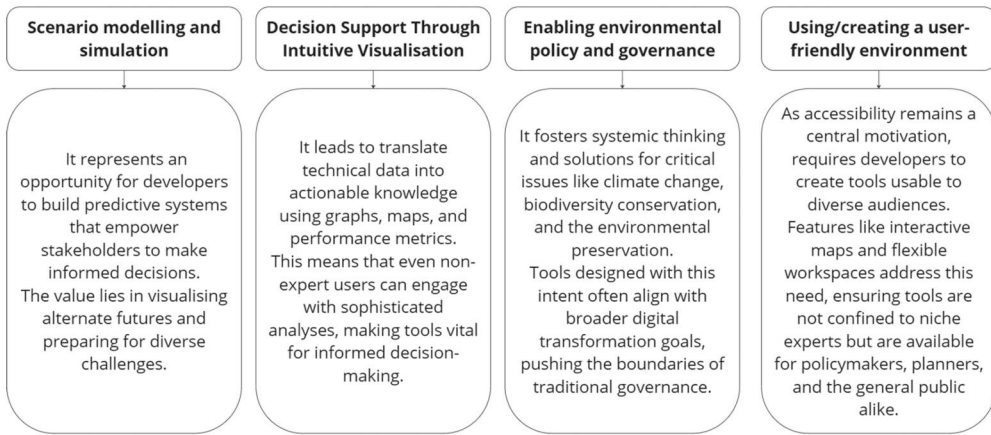 Scenario modelling and
simulation
It represents an
opportunity for developers
to build predictive systems
that empower
stakeholders to make
informed decisions.
The value lies in visualising
alternate futures and
preparing for diverse
challenges.
Decision Support Through
Intuitive Visualisation
It leads to translate
technical data into
actionable knowledge
using graphs, maps, and
performance metrics.
This means that even non-
expert users can engage
with sophisticated
analyses, making tools vital
for informed decision-
making.
Enabling environmental
policy and governance
It fosters systemic thinking
and solutions for critical
issues like climate change,
biodiversity conservation,
and the environmental
preservation.
Tools designed with this
intent often align with
broader digital
transformation goals,
pushing the boundaries of
traditional governance.
Using/creating a user-
friendly environment
As accessibility remains a
central motivation,
requires developers to
create tools usable to
diverse audiences.
Features like interactive
maps and flexible
workspaces address this
need, ensuring tools are
not confined to niche
experts but are available
for policymakers, planners,
and the general public
alike.